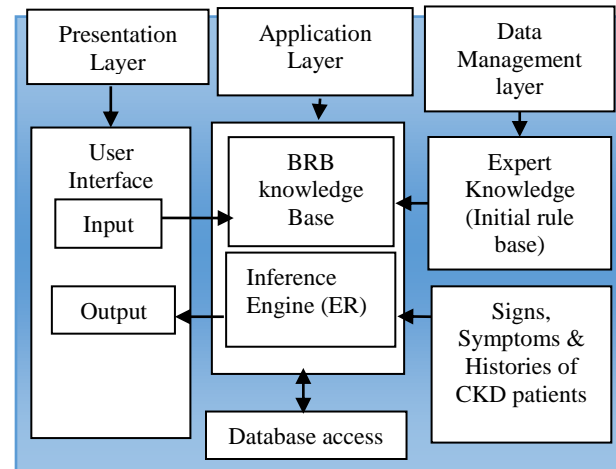 Presentation
Layer
Application
Layer
Data
Management
layer
User
Interface
Input
Output
BRB
knowledge
Base
Inference
Engine (ER)
Expert
Knowledge
(Initial rule
base)
Signs,
Symptoms &
Histories of
CKD patients
Database access